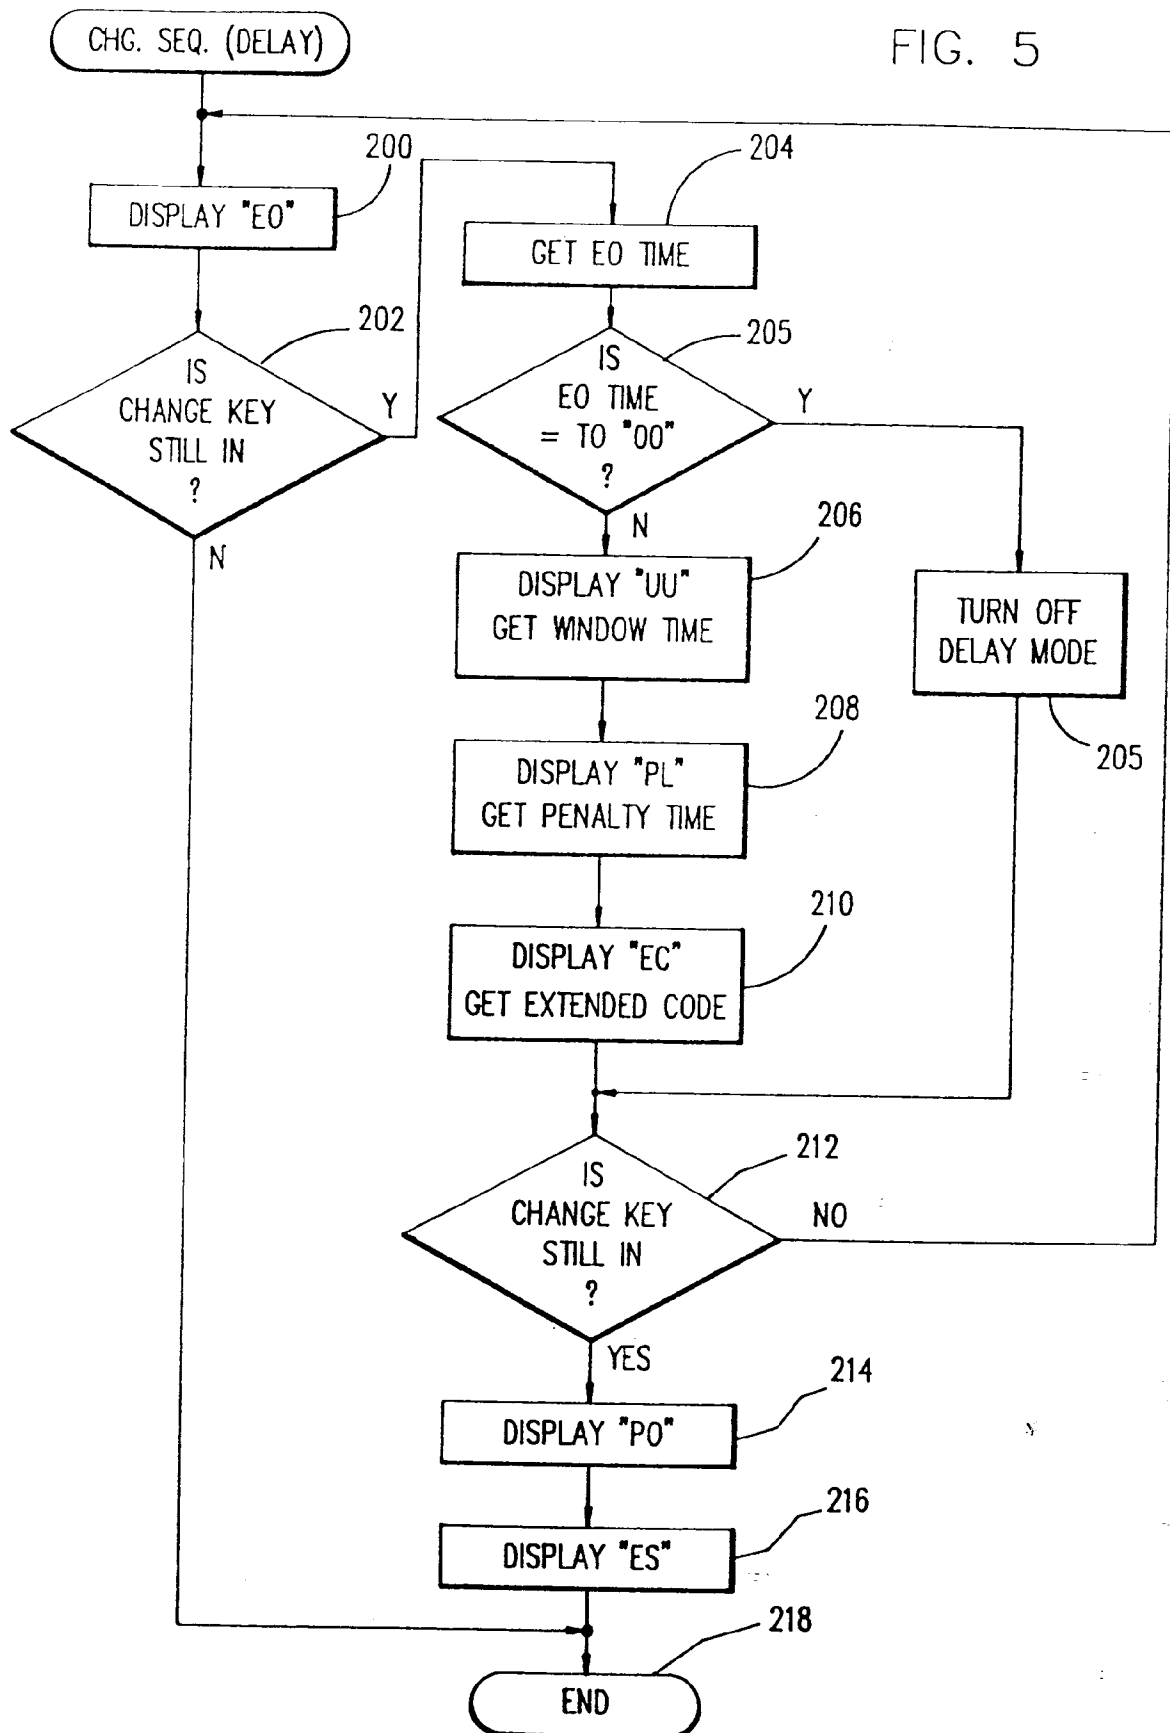 CHG. SEQ. (DELAY)
FIG. 5
200
DISPLAY "EO"
204
GET EO TIME
202
IS
CHANGE KEY
STILL IN
?
Y
N
205
IS
EO TIME
= TO "00"
?
Y
N
206
DISPLAY "UU"
GET WINDOW TIME
TURN OFF
DELAY MODE
205
208
DISPLAY "PL"
GET PENALTY TIME
210
DISPLAY "EC"
GET EXTENDED CODE
212
IS
CHANGE KEY
STILL IN
?
NO
YES
214
DISPLAY "PO"
216
DISPLAY "ES"
218
END